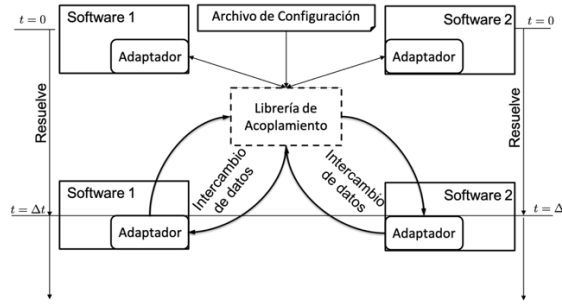 t = 0
Software 1
Archivo de Configuración
Software 2
t = 0
Adaptador
Adaptador
Resuelve
Librería de
Acoplamiento
Resuelve
Intercambio
de datos
Intercambio
de datos
Software 1
Software 2
t = Δt
t = Δ
Adaptador
Adaptador